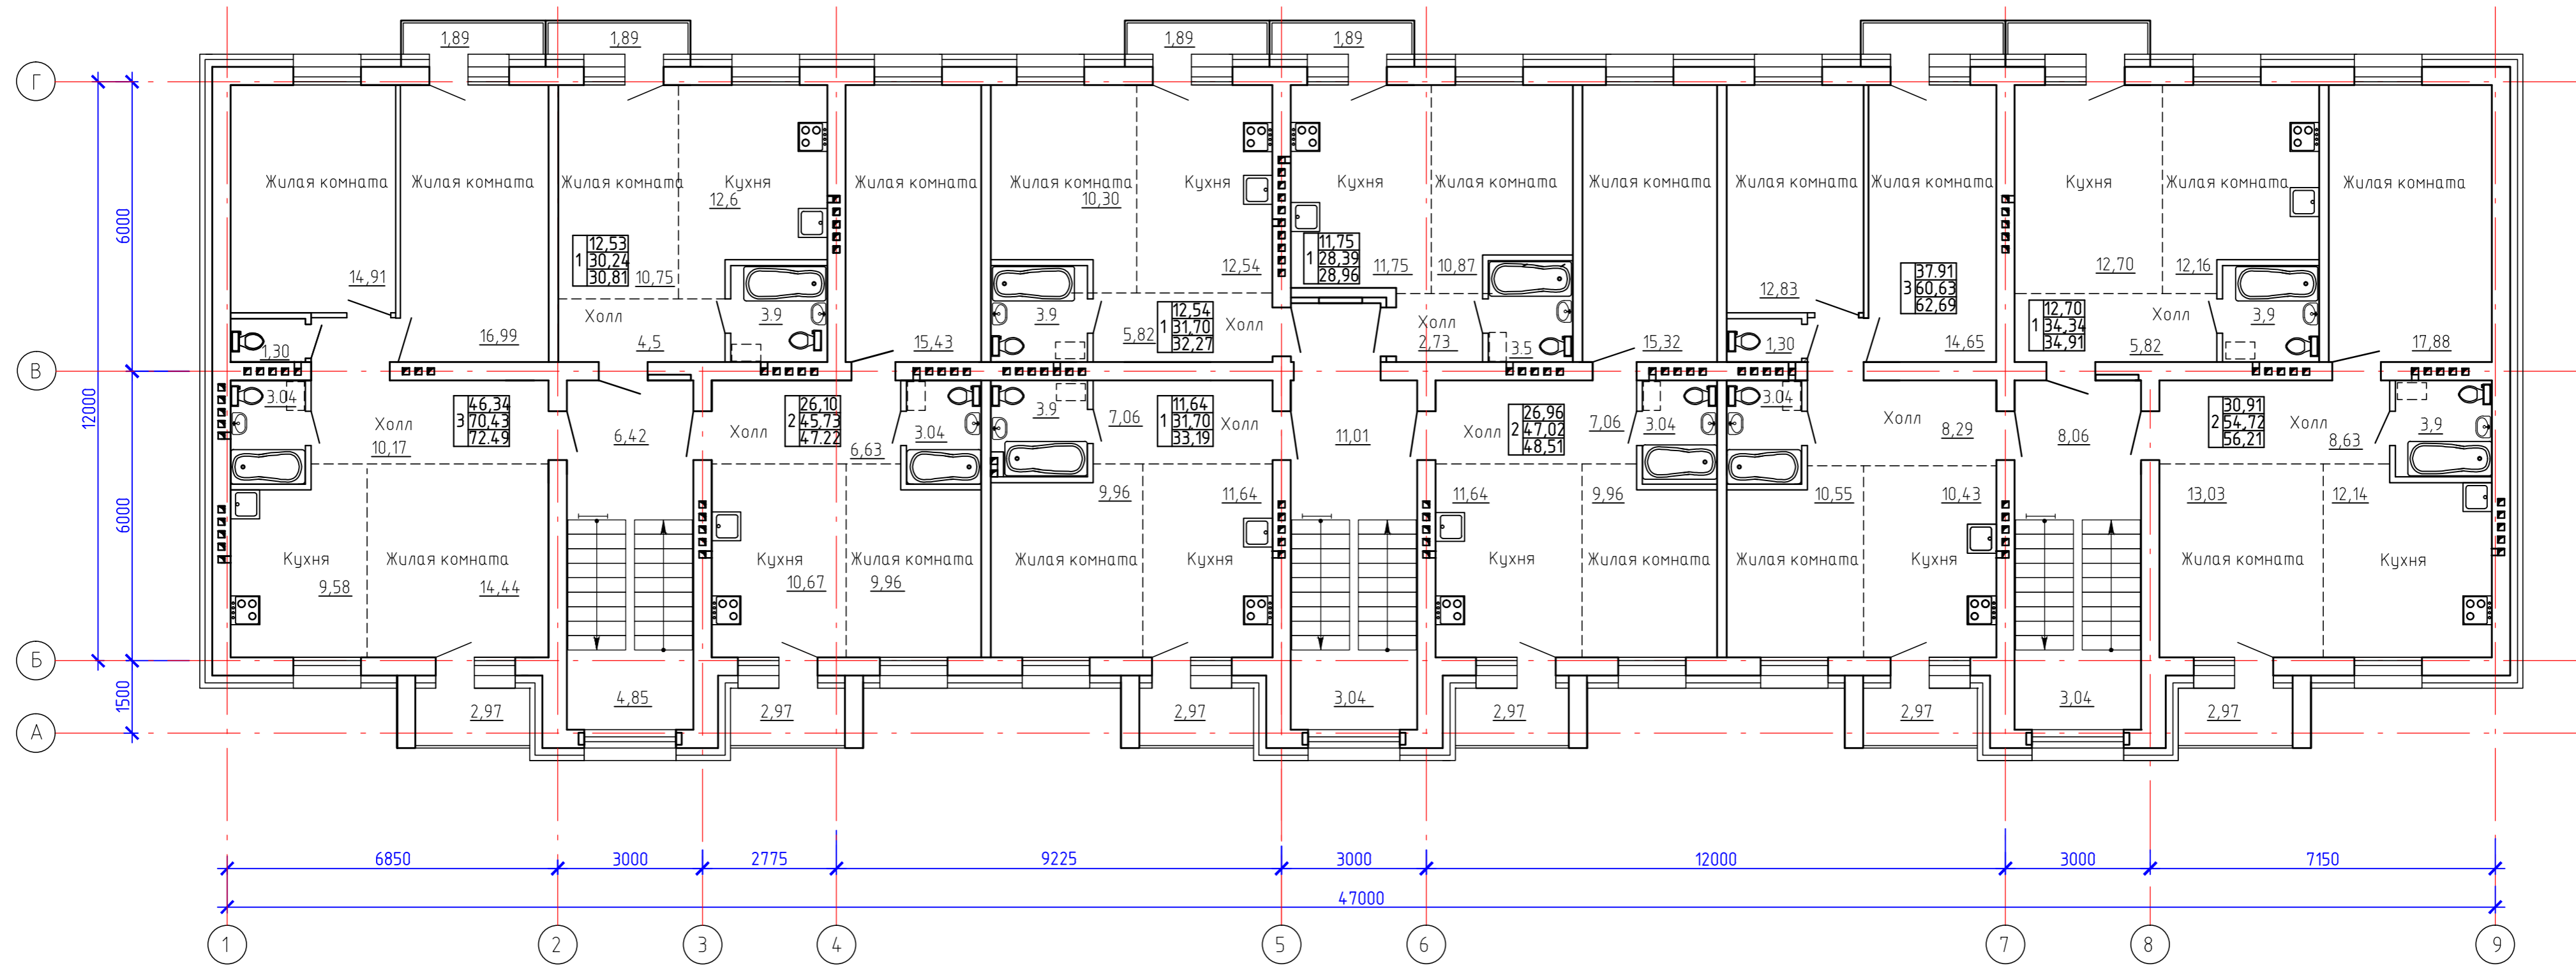 1,89 1,89 1,89 1,89
Г
Жилая комната Жилая комната Жилая комната Кухня Жилая комната Жилая комната Кухня Кухня Жилая комната Жилая комната Жилая комната Жилая комната Кухня Жилая комната Жилая комната
12,6 10,30
6000
12,53 11,75
1 30,24 1 28,39
30,81 28,96
14,91 10,75 12,54 11,75 10,87 12,83 12,70 12,16
37.91
3 60,63
62,69
12,54 12,70
1 31,70 1 34,34
32,27 34,91
Холл 3.9 3.9 Холл Холл Холл 3,9
1,30 16,99 4,5 15,43 5,82 2,73 3.5 15,32 1,30 14,65 5,82 17,88
В
12000
3.04 3.9 3.04
46,34 26,10 11,64 26,96 30,91
3 70,43 2 45,73 1 31,70 2 47,02 2 54,72
72.49 47.22 33,19 48,51 56,21
Холл Холл 7,06 Холл Холл 7,06 Холл Холл
10,17 6,42 6,63 3.04 11,01 3.04 8,29 8,06 8,63 3,9
6000
9,96 11,64 11,64 9,96 10,55 10,43 13,03 12,14
Кухня Жилая комната Кухня Жилая комната Жилая комната Кухня Кухня Жилая комната Жилая комната Кухня Жилая комната Кухня
9,58 14,44 10,67 9,96
Б
1500
2,97 4,85 2,97 2,97 3,04 2,97 2,97 3,04 2,97
А
6850 3000 2775 9225 3000 12000 3000 7150
47000
1 2 3 4 5 6 7 8 9